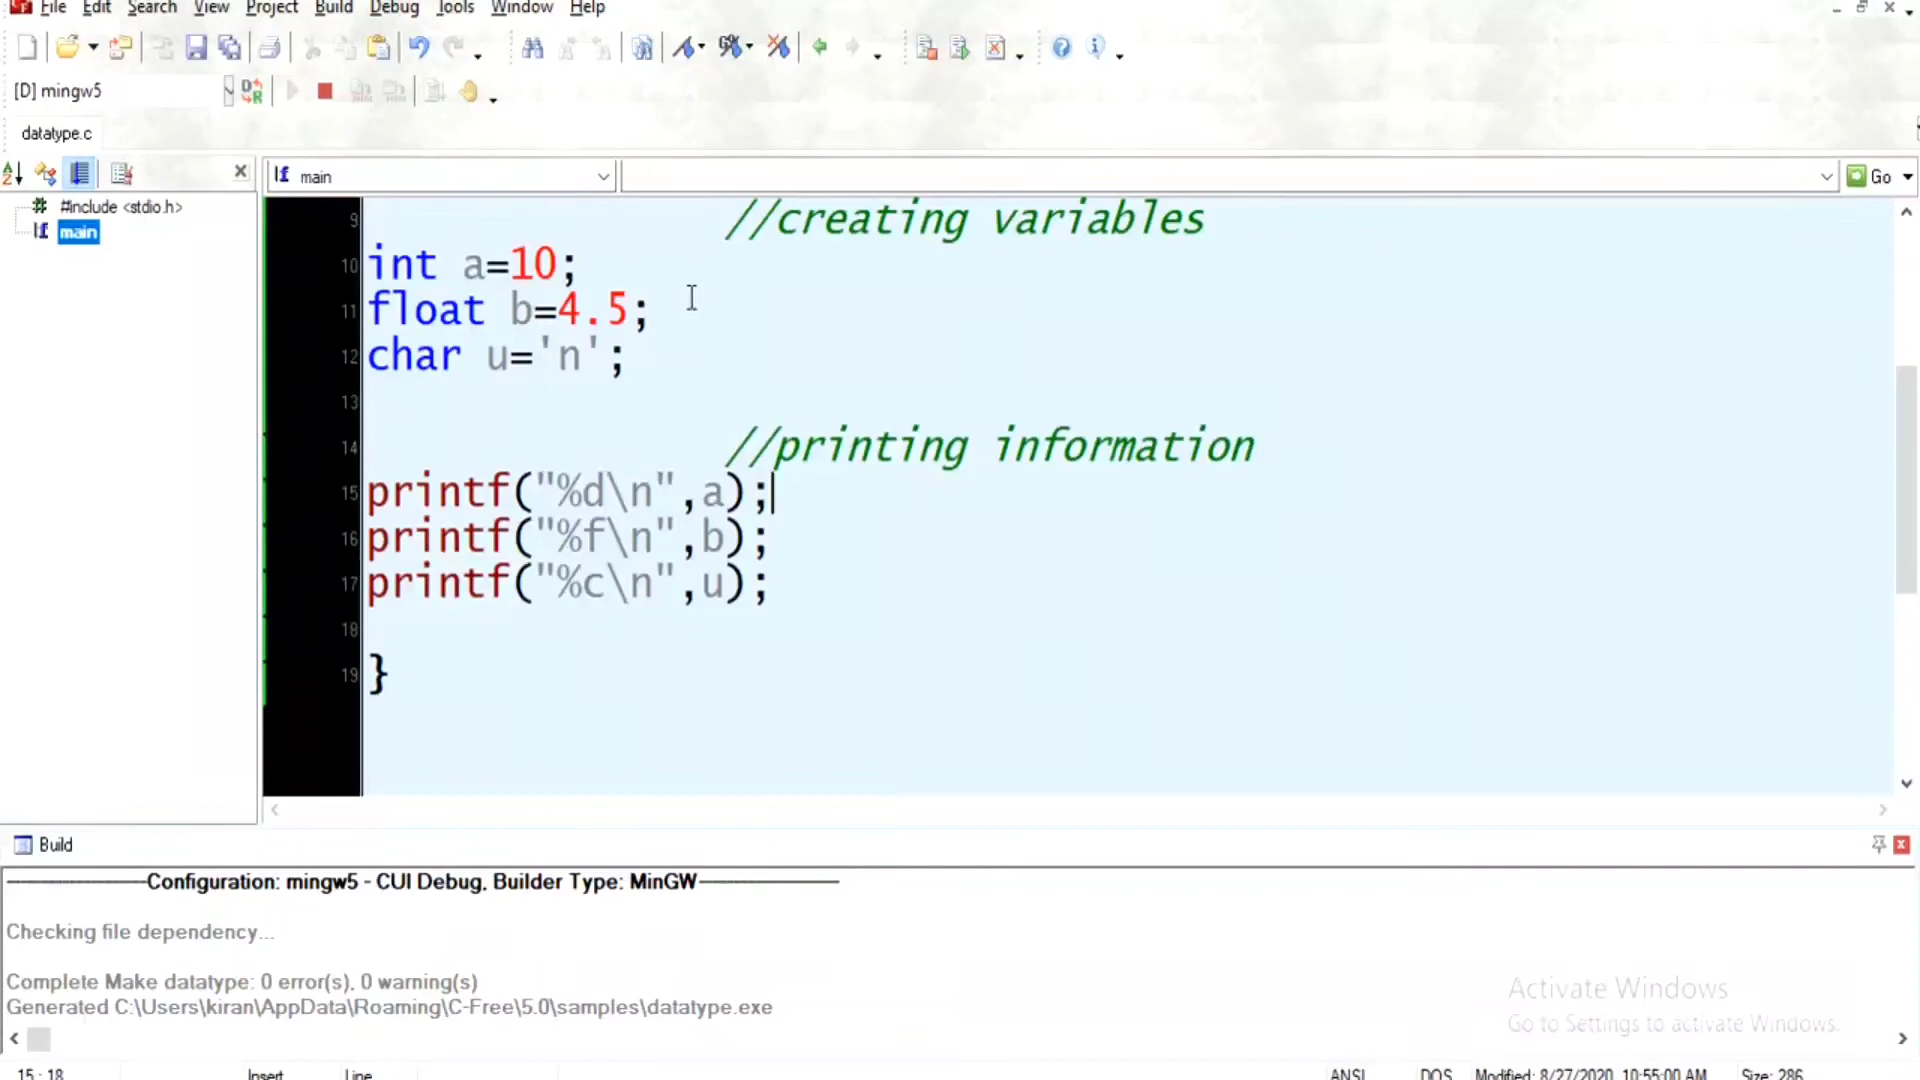 File Edit Search View Project Build Debug Tools Window Help
[D] mingw5
datatype.c
main
Go
#include <stdio.h>
main
9 //creating variables
10 int a=10;
11 float b=4.5;
12 char u='n';
13
14 //printing information
15 printf("%d\n",a);
16 printf("%f\n",b);
17 printf("%c\n",u);
18
19 }
Build
Configuration: mingw5 - CUI Debug, Builder Type: MinGW
Checking file dependency...
Complete Make datatype: 0 error(s), 0 warning(s)
Generated C:\Users\kiran\AppData\Roaming\C-Free\5.0\samples\datatype.exe
Activate Windows
Go to Settings to activate Windows.
15 : 18 Insert Line ANSI DOS Modified: 8/27/2020, 10:55:00 AM Size: 286